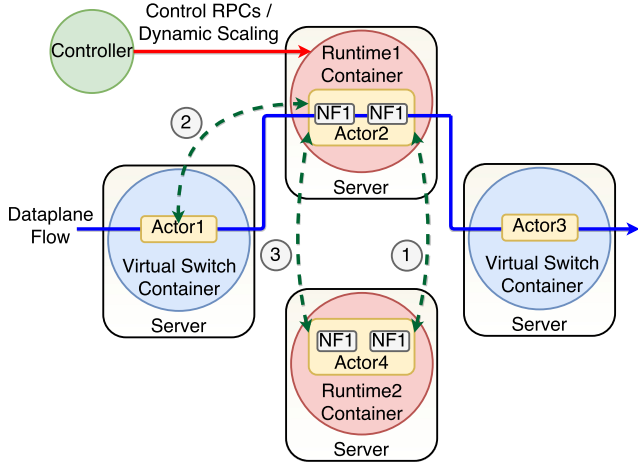 Control RPCs /
Dynamic Scaling
Controller
Runtime1
Container
NF1 NF1
Actor2
Server
2
Dataplane
Flow
Actor1
Virtual Switch
Container
Server
3
1
Actor3
Virtual Switch
Container
Server
NF1 NF1
Actor4
Runtime2
Container
Server